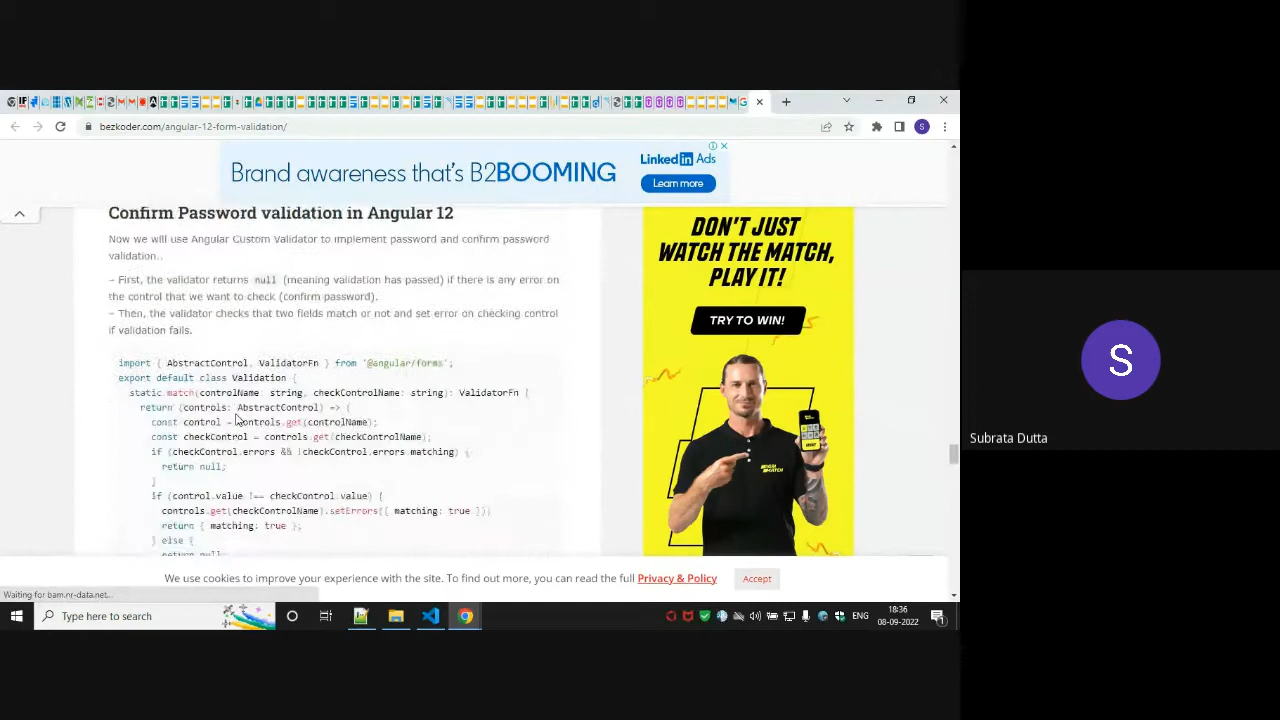 bezkoder.com/angular-12-form-validation/
S
Brand awareness that's B2BOOMING
Linked in Ads
Learn more
Confirm Password validation in Angular 12
Now we will use Angular Custom Validator to implement password and confirm password
validation..
– First, the validator returns null (meaning validation has passed) if there is any error on
the control that we want to check (confirm password).
– Then, the validator checks that two fields match or not and set error on checking control
if validation fails.
import { AbstractControl, ValidatorFn } from '@angular/forms';
export default class Validation {
static match(controlName: string, checkControlName: string): ValidatorFn {
return (controls: AbstractControl) => {
const control = controls.get(controlName);
const checkControl = controls.get(checkControlName);
if (checkControl.errors && !checkControl.errors.matching) {
return null;
}
if (control.value !== checkControl.value) {
controls.get(checkControlName).setErrors({ matching: true });
return { matching: true };
} else {
return null;
DON'T JUST
WATCH THE MATCH,
PLAY IT!
TRY TO WIN!
S
Subrata Dutta
We use cookies to improve your experience with the site. To find out more, you can read the full Privacy & Policy
Accept
Waiting for bam.nr-data.net...
Type here to search
ENG
18:36
08-09-2022